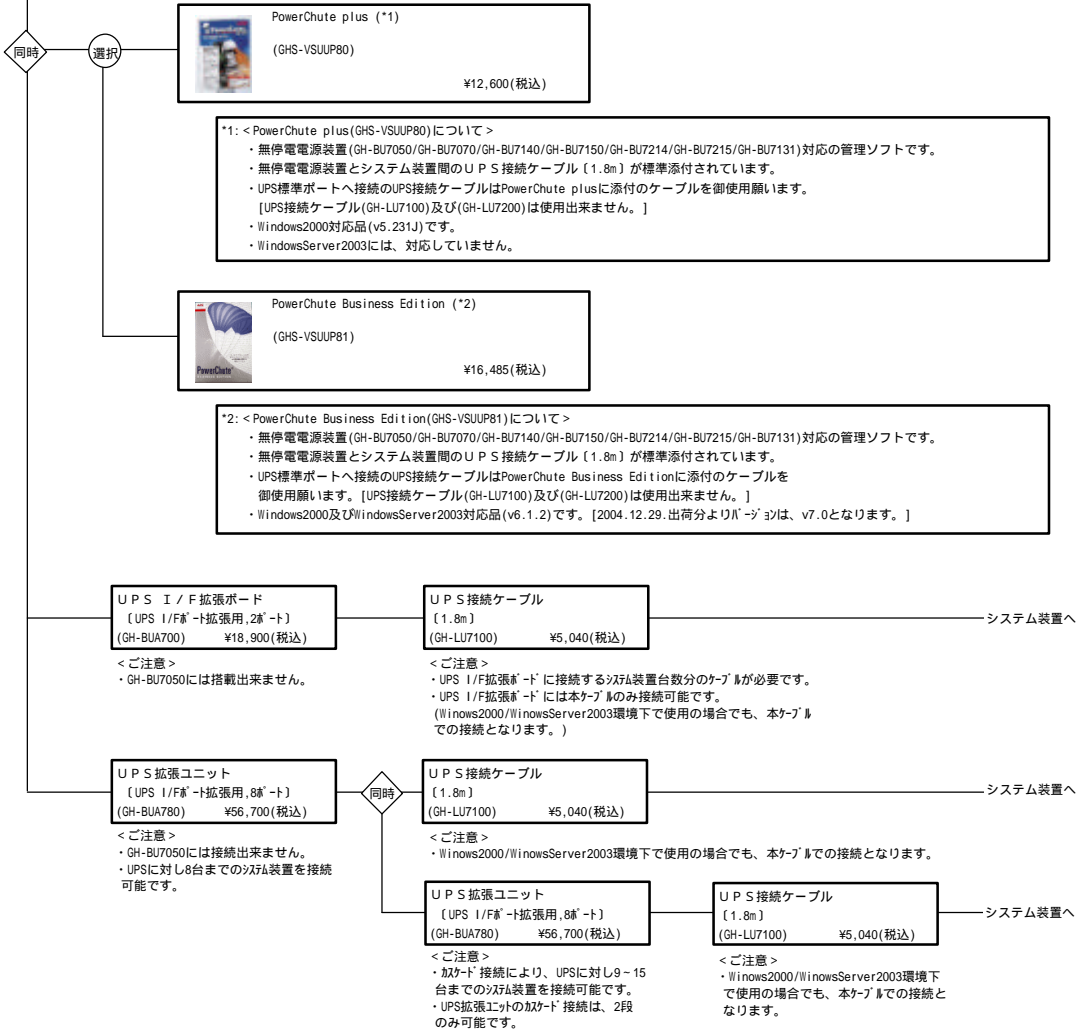 PowerChute plus (*1)
同時
選択
(GHS-VSUUP80)
¥12,600(税込)
*1:<PowerChute plus(GHS-VSUUP80)について>
・無停電電源装置(GH-BU7050/GH-BU7070/GH-BU7140/GH-BU7150/GH-BU7214/GH-BU7215/GH-BU7131)対応の管理ソフトです。
・無停電電源装置とシステム装置間のUPS接続ケーブル〔1.8m〕が標準添付されています。
・UPS標準ポートへ接続のUPS接続ケーブルはPowerChute plusに添付のケーブルを御使用願います。
[UPS接続ケーブル(GH-LU7100)及び(GH-LU7200)は使用出来ません。]
・Windows2000対応品(v5.231J)です。
・WindowsServer2003には、対応していません。
PowerChute Business Edition (*2)
(GHS-VSUUP81)
PowerChute
¥16,485(税込)
*2:<PowerChute Business Edition(GHS-VSUUP81)について>
・無停電電源装置(GH-BU7050/GH-BU7070/GH-BU7140/GH-BU7150/GH-BU7214/GH-BU7215/GH-BU7131)対応の管理ソフトです。
・無停電電源装置とシステム装置間のUPS接続ケーブル〔1.8m〕が標準添付されています。
・UPS標準ポートへ接続のUPS接続ケーブルはPowerChute Business Editionに添付のケーブルを
御使用願います。[UPS接続ケーブル(GH-LU7100)及び(GH-LU7200)は使用出来ません。]
・Windows2000及びWindowsServer2003対応品(v6.1.2)です。[2004.12.29.出荷分よりバージョンは、v7.0となります。]
UPS I/F拡張ボード
〔UPS I/Fポート拡張用,2ポート〕
(GH-BUA700) ¥18,900(税込)
<ご注意>
・GH-BU7050には搭載出来ません。
UPS接続ケーブル
〔1.8m〕
(GH-LU7100) ¥5,040(税込)
システム装置へ
<ご注意>
・UPS I/F拡張ボードに接続するシステム装置台数分のケーブルが必要です。
・UPS I/F拡張ボードには本ケーブルのみ接続可能です。
(Winows2000/WinowsServer2003環境下で使用の場合でも、本ケーブル
での接続となります。)
UPS拡張ユニット
〔UPS I/Fポート拡張用,8ポート〕
(GH-BUA780) ¥56,700(税込)
<ご注意>
・GH-BU7050には接続出来ません。
・UPSに対し8台までのシステム装置を接続
可能です。
同時
UPS接続ケーブル
〔1.8m〕
(GH-LU7100) ¥5,040(税込)
システム装置へ
<ご注意>
・Winows2000/WinowsServer2003環境下で使用の場合でも、本ケーブルでの接続となります。
UPS拡張ユニット
〔UPS I/Fポート拡張用,8ポート〕
(GH-BUA780) ¥56,700(税込)
<ご注意>
・カスケード接続により、UPSに対し9~15
台までのシステム装置を接続可能です。
・UPS拡張ユニットのカスケード接続は、2段
のみ可能です。
UPS接続ケーブル
〔1.8m〕
(GH-LU7100) ¥5,040(税込)
システム装置へ
<ご注意>
・Winows2000/WinowsServer2003環境下
で使用の場合でも、本ケーブルでの接続と
なります。